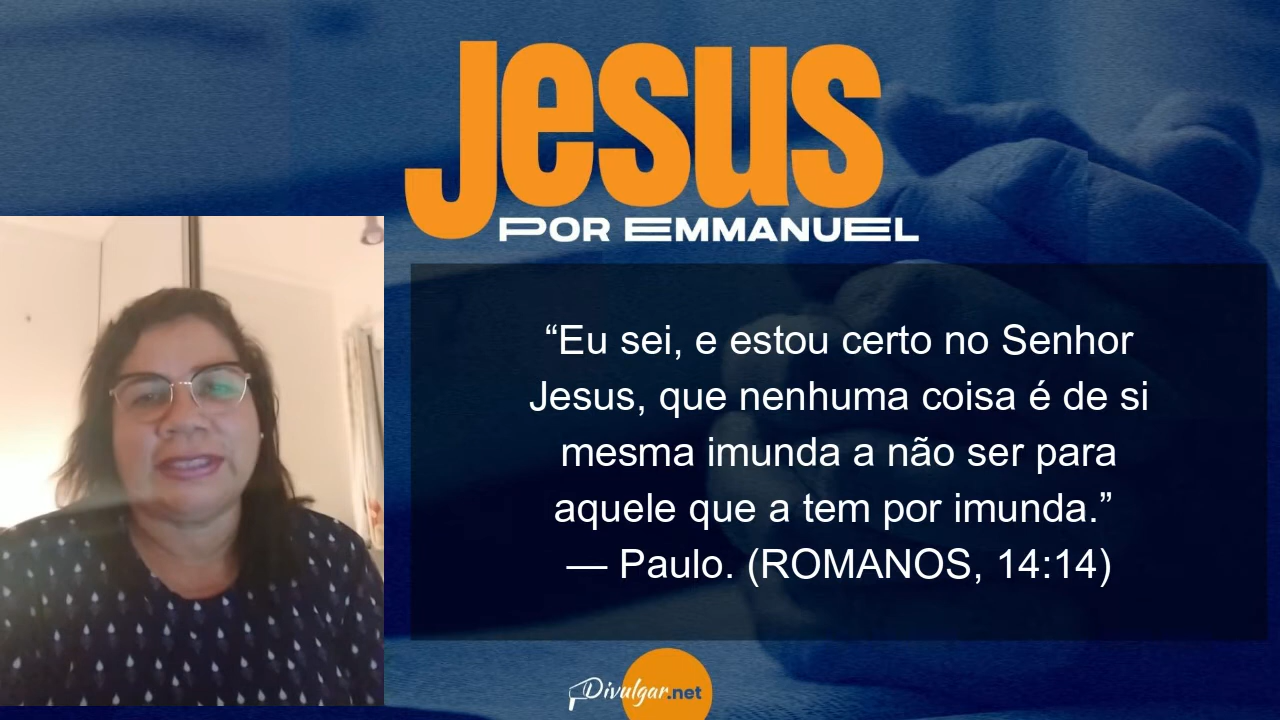 Jesus
POR EMMANUEL
“Eu sei, e estou certo no Senhor
Jesus, que nenhuma coisa é de si
mesma imunda a não ser para
aquele que a tem por imunda.”
— Paulo. (ROMANOS, 14:14)
Divulgar.net